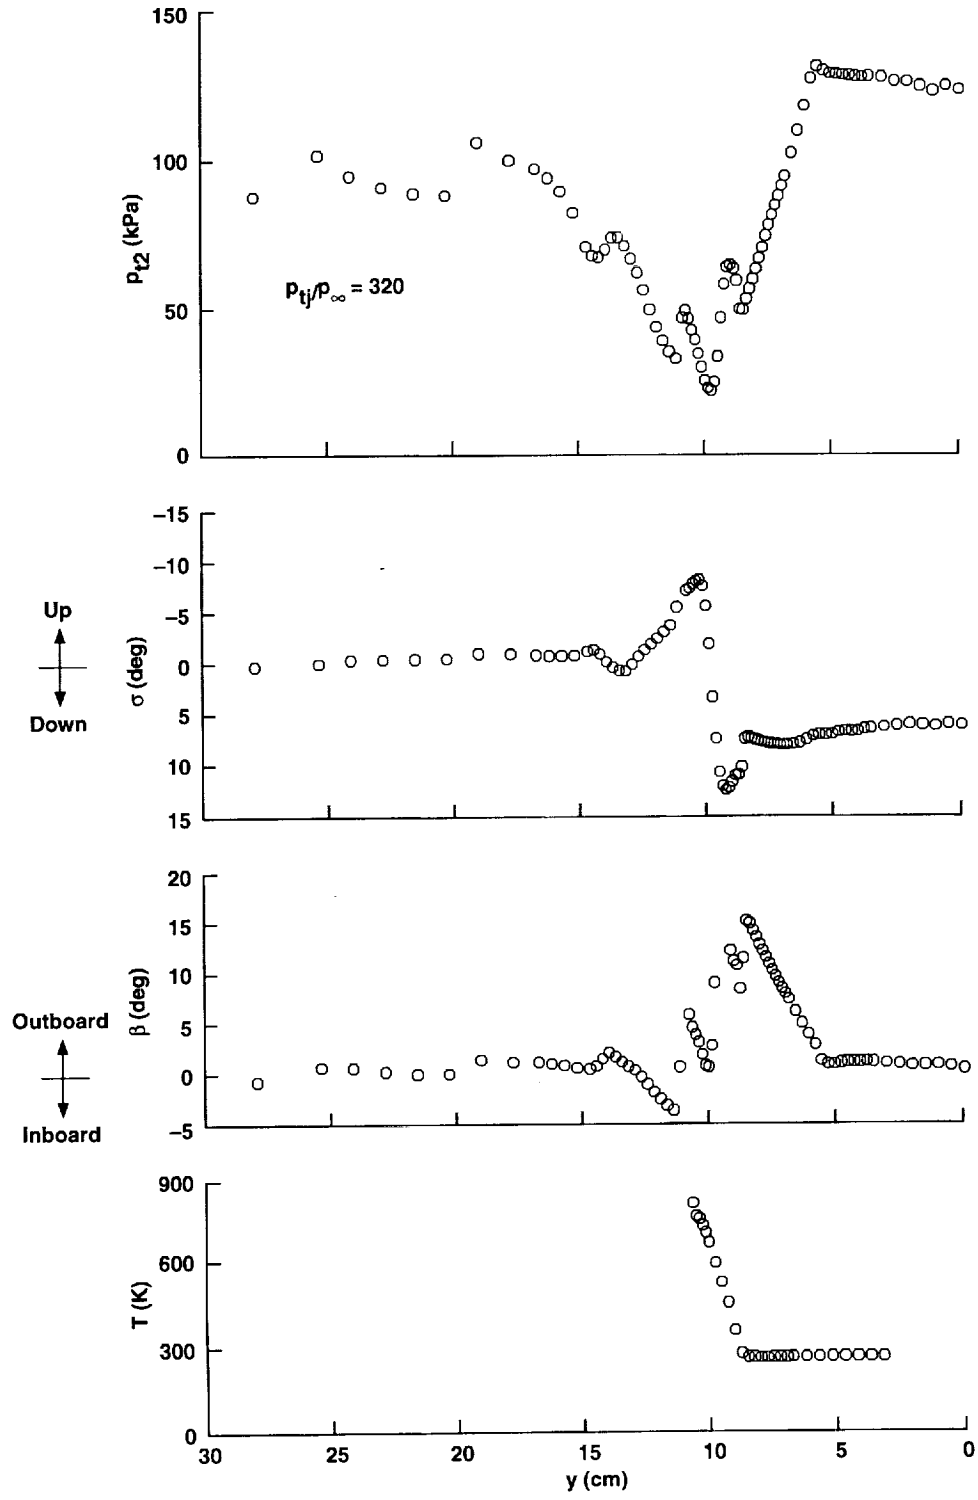 150
100
50
0
p_t2 (kPa)
p_tj/p_∞ = 320
−15
−10
−5
0
5
10
15
σ (deg)
Up
Down
20
15
10
5
0
−5
β (deg)
Outboard
Inboard
900
600
300
0
T (K)
30 25 20 15 10 5 0
y (cm)